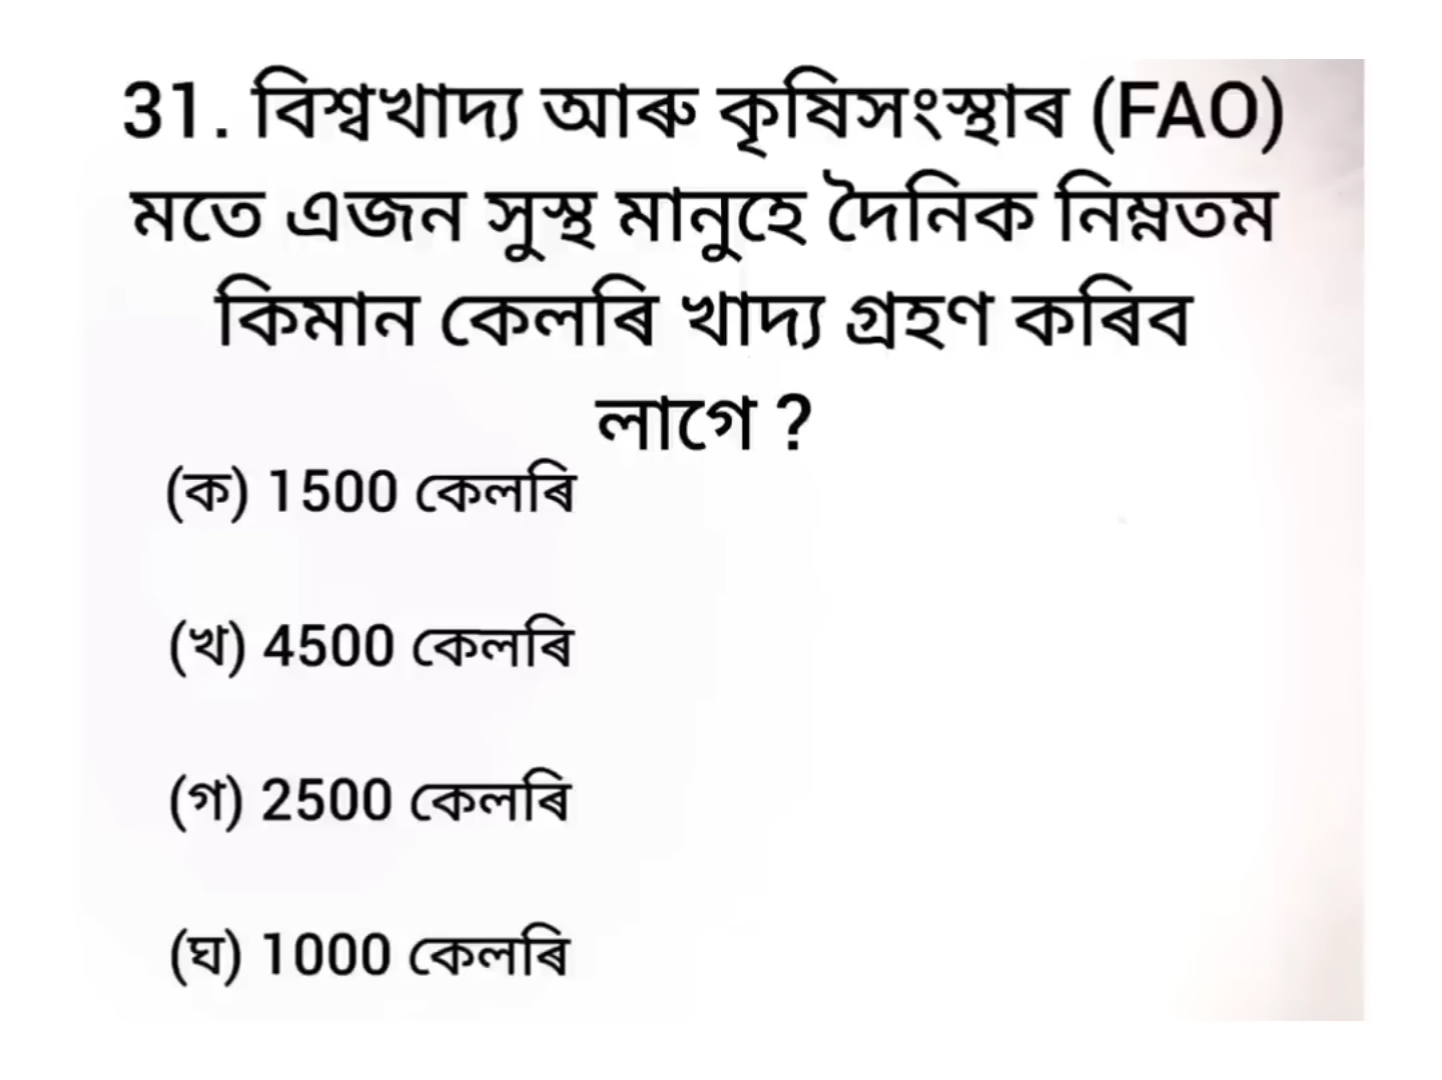 31. বিশ্বখাদ্য আৰু কৃষিসংস্থাৰ (FAO)
মতে এজন সুস্থ মানুহে দৈনিক নিম্নতম
কিমান কেলৰি খাদ্য গ্ৰহণ কৰিব
লাগে ?
(ক) 1500 কেলৰি
(খ) 4500 কেলৰি
(গ) 2500 কেলৰি
(ঘ) 1000 কেলৰি